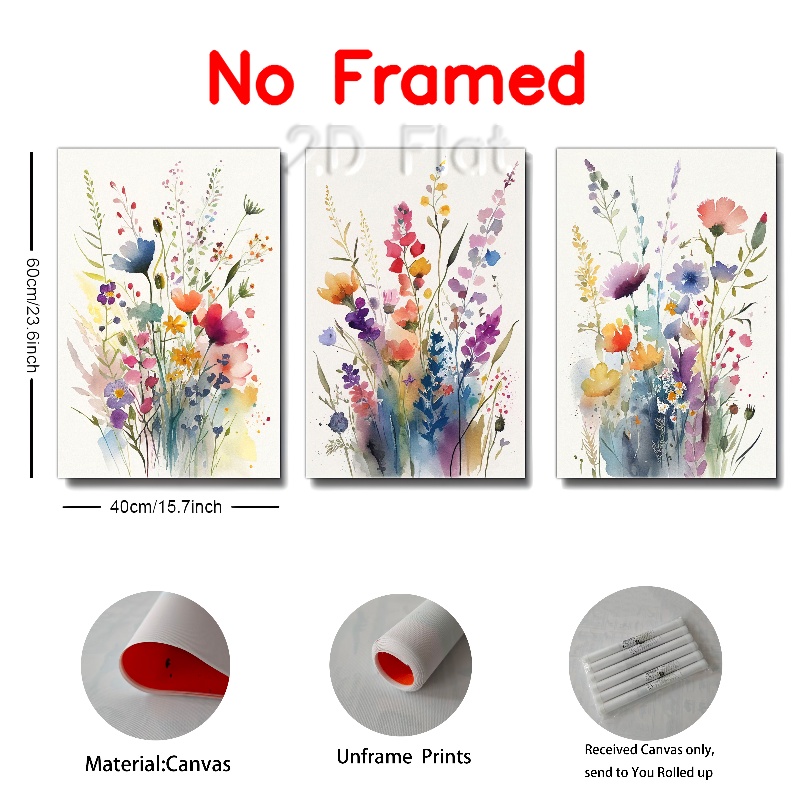 No Framed
2D Flat
60cm/23.6inch
40cm/15.7inch
Material:Canvas
Unframe Prints
Received Canvas only,
send to You Rolled up